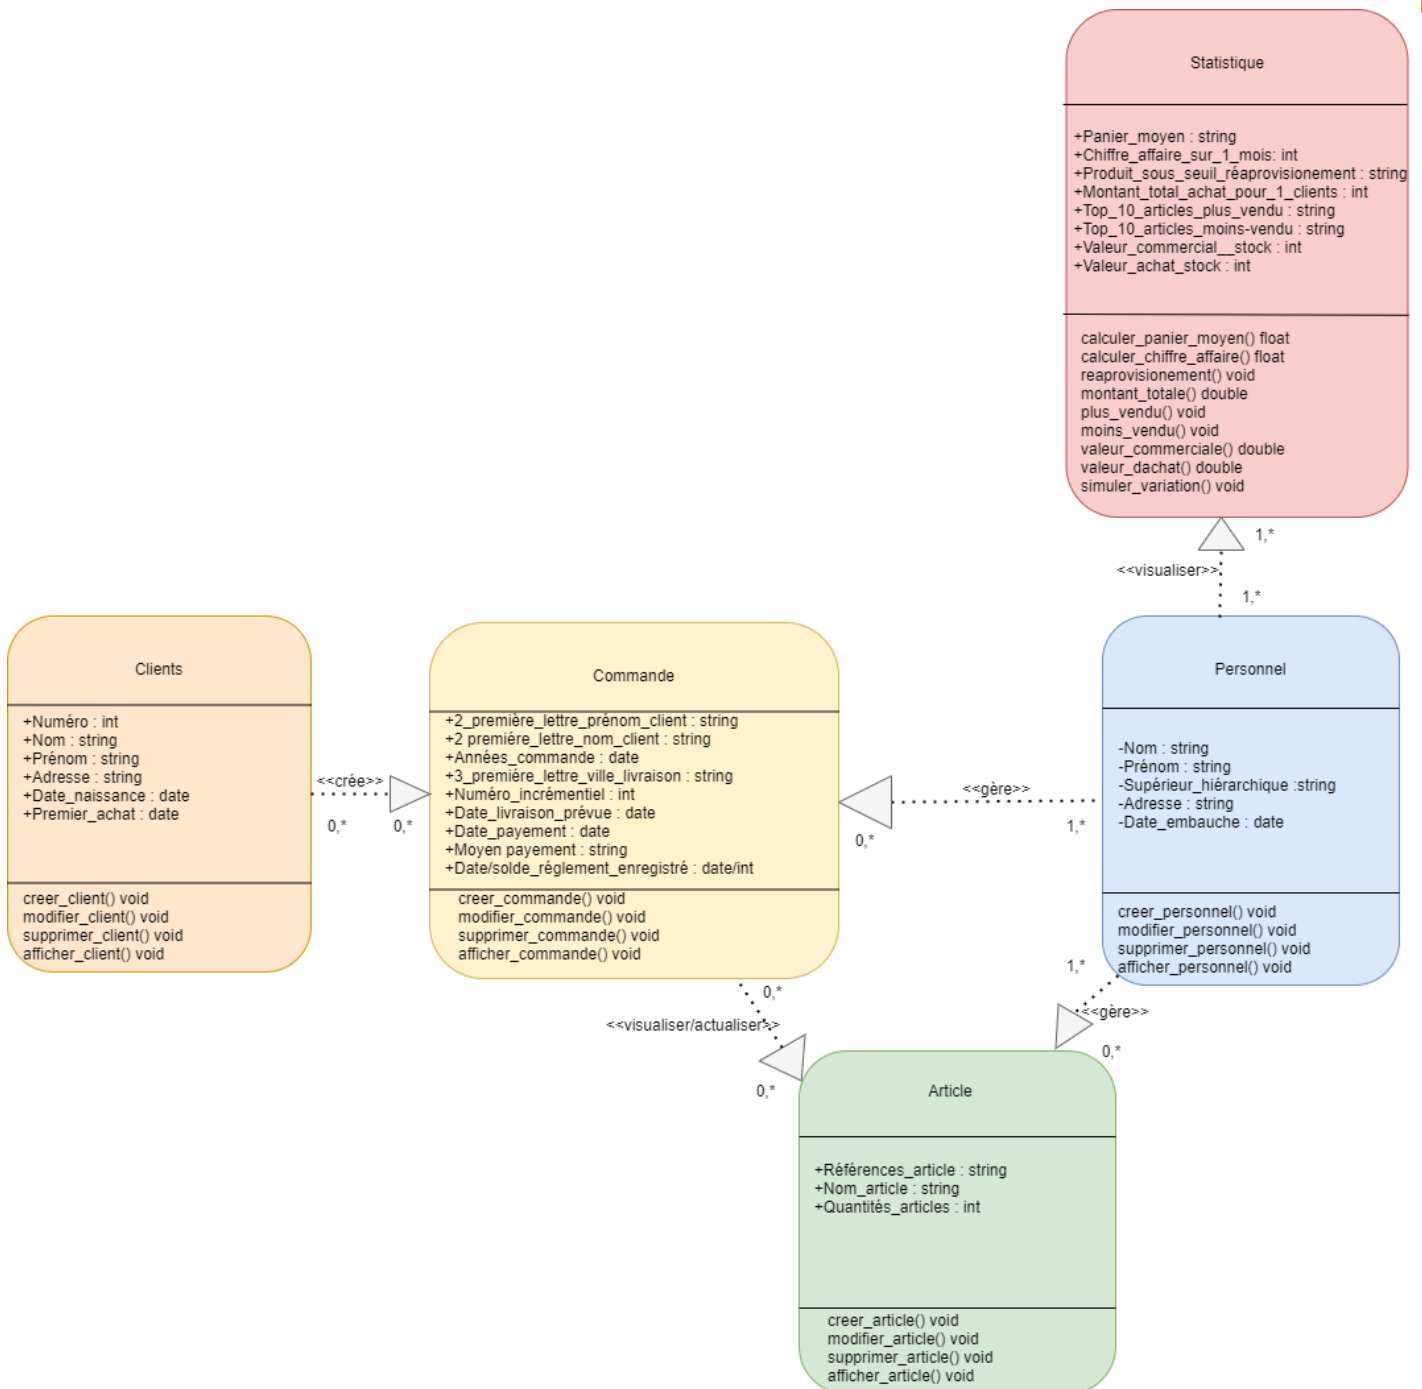 Statistique
+Panier_moyen : string
+Chiffre_affaire_sur_1_mois: int
+Produit_sous_seuil_réaprovisionement : string
+Montant_total_achat_pour_1_clients : int
+Top_10_articles_plus_vendu : string
+Top_10_articles_moins-vendu : string
+Valeur_commercial__stock : int
+Valeur_achat_stock : int
calculer_panier_moyen() float
calculer_chiffre_affaire() float
reaprovisionement() void
montant_totale() double
plus_vendu() void
moins_vendu() void
valeur_commerciale() double
valeur_dachat() double
simuler_variation() void
1,*
<<visualiser>>
1,*
Clients
+Numéro : int
+Nom : string
+Prénom : string
+Adresse : string
+Date_naissance : date
+Premier_achat : date
creer_client() void
modifier_client() void
supprimer_client() void
afficher_client() void
<<crée>>
0,*
0,*
Commande
+2_première_lettre_prénom_client : string
+2 premiére_lettre_nom_client : string
+Années_commande : date
+3_premiére_lettre_ville_livraison : string
+Numéro_incrémentiel : int
+Date_livraison_prévue : date
+Date_payement : date
+Moyen payement : string
+Date/solde_réglement_enregistré : date/int
creer_commande() void
modifier_commande() void
supprimer_commande() void
afficher_commande() void
<<gère>>
0,*
1,*
Personnel
-Nom : string
-Prénom : string
-Supérieur_hiérarchique :string
-Adresse : string
-Date_embauche : date
creer_personnel() void
modifier_personnel() void
supprimer_personnel() void
afficher_personnel() void
1,*
<<gère>>
0,*
0,*
<<visualiser/actualiser>>
0,*
Article
+Références_article : string
+Nom_article : string
+Quantités_articles : int
creer_article() void
modifier_article() void
supprimer_article() void
afficher_article() void